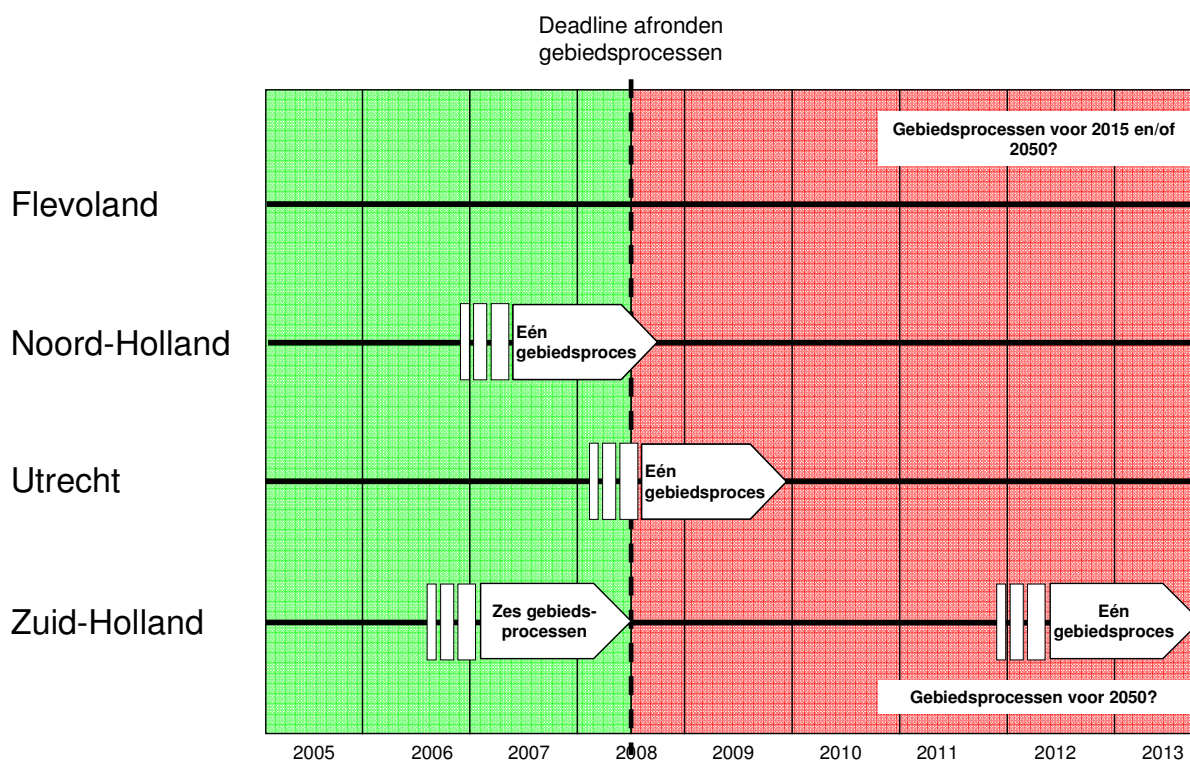 Deadline afronden
gebiedsprocessen
Gebiedsprocessen voor 2015 en/of
2050?
Flevoland
Noord-Holland
Eén
gebiedsproces
Utrecht
Eén
gebiedsproces
Zuid-Holland
Zes gebieds-
processen
Eén
gebiedsproces
Gebiedsprocessen voor 2050?
2005 2006 2007 2008 2009 2010 2011 2012 2013